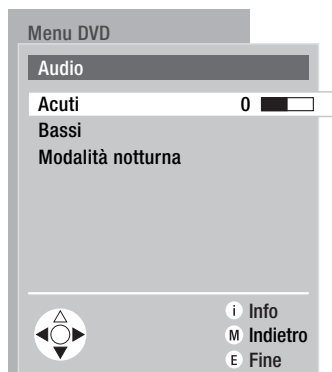 Menu DVD
Audio
Acuti 0
Bassi
Modalità notturna
i Info
M Indietro
E Fine